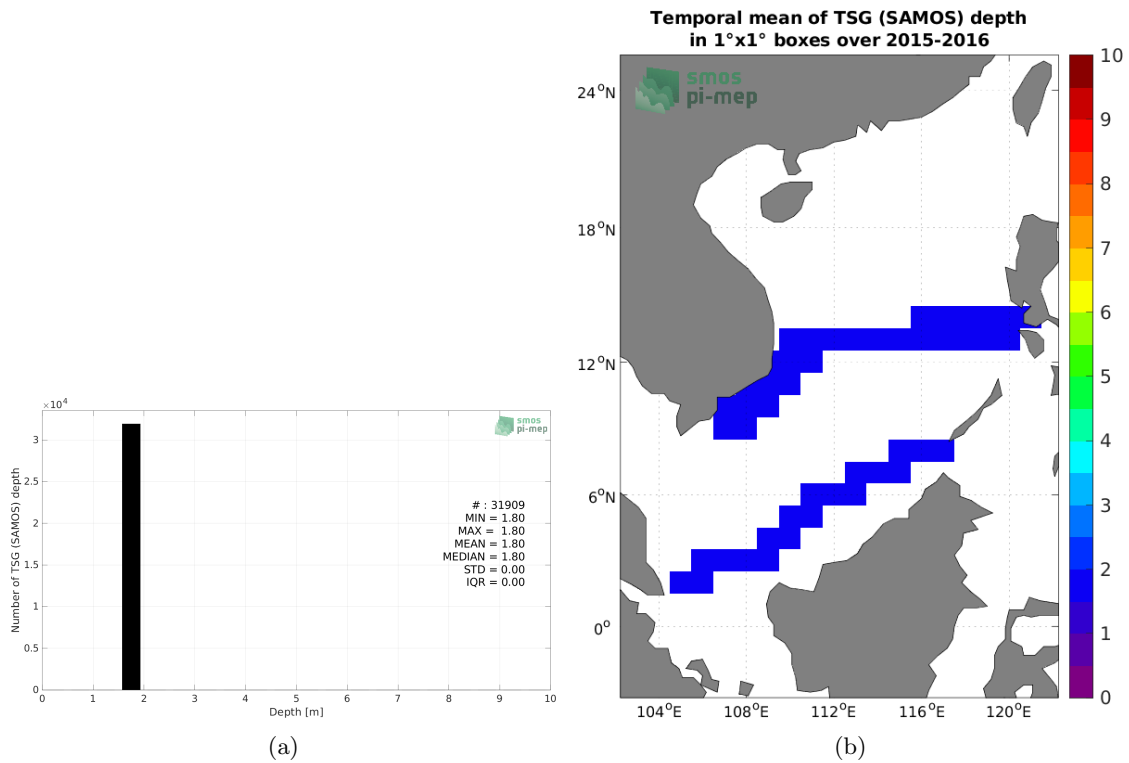 ×10⁴
3
2.5
2
1.5
1
0.5
0
Number of TSG (SAMOS) depth
smos
pi-mep
# : 31909
MIN = 1.80
MAX = 1.80
MEAN = 1.80
MEDIAN = 1.80
STD = 0.00
IQR = 0.00
0 1 2 3 4 5 6 7 8 9 10
Depth [m]
(a)
Temporal mean of TSG (SAMOS) depth
in 1°x1° boxes over 2015-2016
smos
pi-mep
24°N
18°N
12°N
6°N
0°
104°E 108°E 112°E 116°E 120°E
10
9
8
7
6
5
4
3
2
1
0
(b)